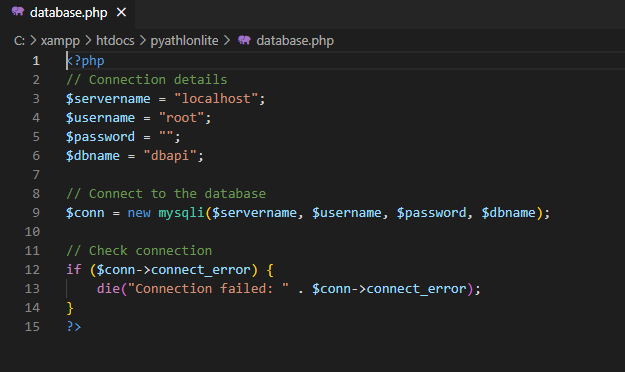 database.php ×
C: > xampp > htdocs > pyathlonlite > database.php
1 <?php
2 // Connection details
3 $servername = "localhost";
4 $username = "root";
5 $password = "";
6 $dbname = "dbapi";
7
8 // Connect to the database
9 $conn = new mysqli($servername, $username, $password, $dbname);
10
11 // Check connection
12 if ($conn->connect_error) {
13     die("Connection failed: " . $conn->connect_error);
14 }
15 ?>